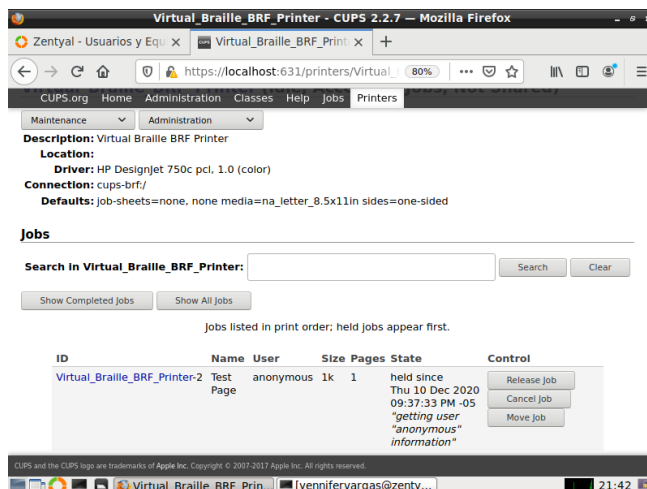 Virtual_Braille_BRF_Printer - CUPS 2.2.7 — Mozilla Firefox
Zentyal - Usuarios y Equ
Virtual_Braille_BRF_Print
https://localhost:631/printers/Virtual_
80%
CUPS.org Home Administration Classes Help Jobs Printers
Maintenance
Administration
Description: Virtual Braille BRF Printer
Location:
Driver: HP DesignJet 750c pcl, 1.0 (color)
Connection: cups-brf:/
Defaults: job-sheets=none, none media=na_letter_8.5x11in sides=one-sided
Jobs
Search in Virtual_Braille_BRF_Printer:
Search
Clear
Show Completed Jobs
Show All Jobs
Jobs listed in print order; held jobs appear first.
ID Name User Size Pages State Control
Virtual_Braille_BRF_Printer-2 Test anonymous 1k 1 held since Release Job
Page Thu 10 Dec 2020
09:37:33 PM -05 Cancel Job
"getting user Move Job
"anonymous"
information"
CUPS and the CUPS logo are trademarks of Apple Inc. Copyright © 2007-2017 Apple Inc. All rights reserved.
Virtual_Braille_BRF_Prin...
[yennifervargas@zenty...
21:42